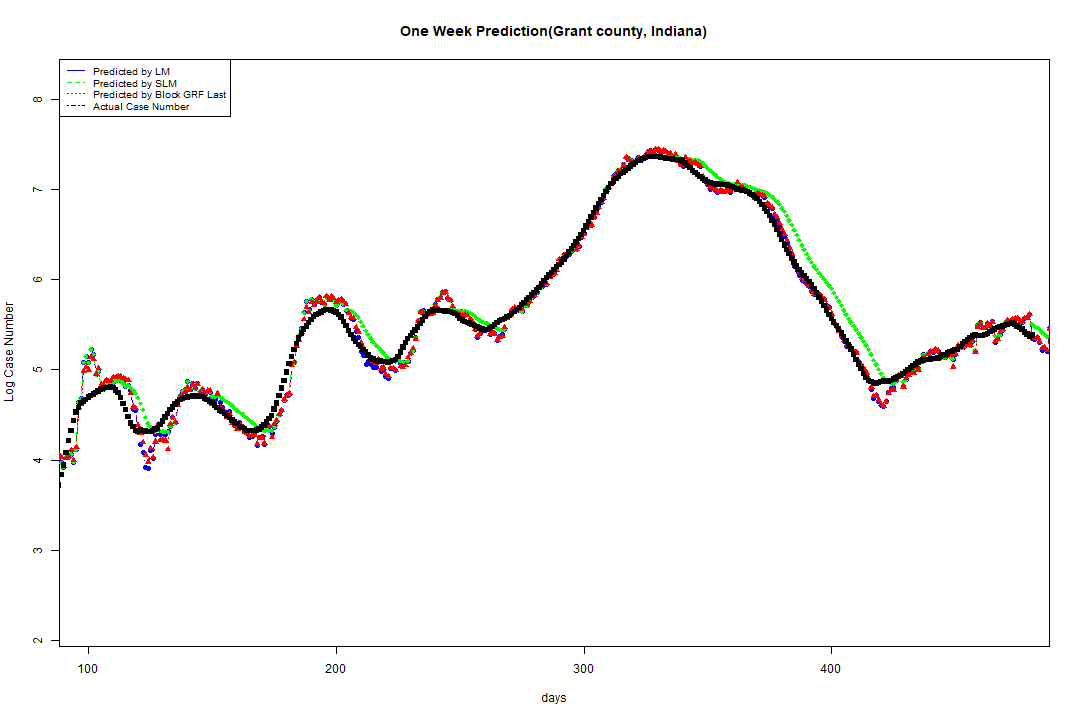 One Week Prediction(Grant county, Indiana)
Predicted by LM
Predicted by SLM
Predicted by Block GRF Last
Actual Case Number
8
7
6
5
4
3
2
Log Case Number
100 200 300 400
days